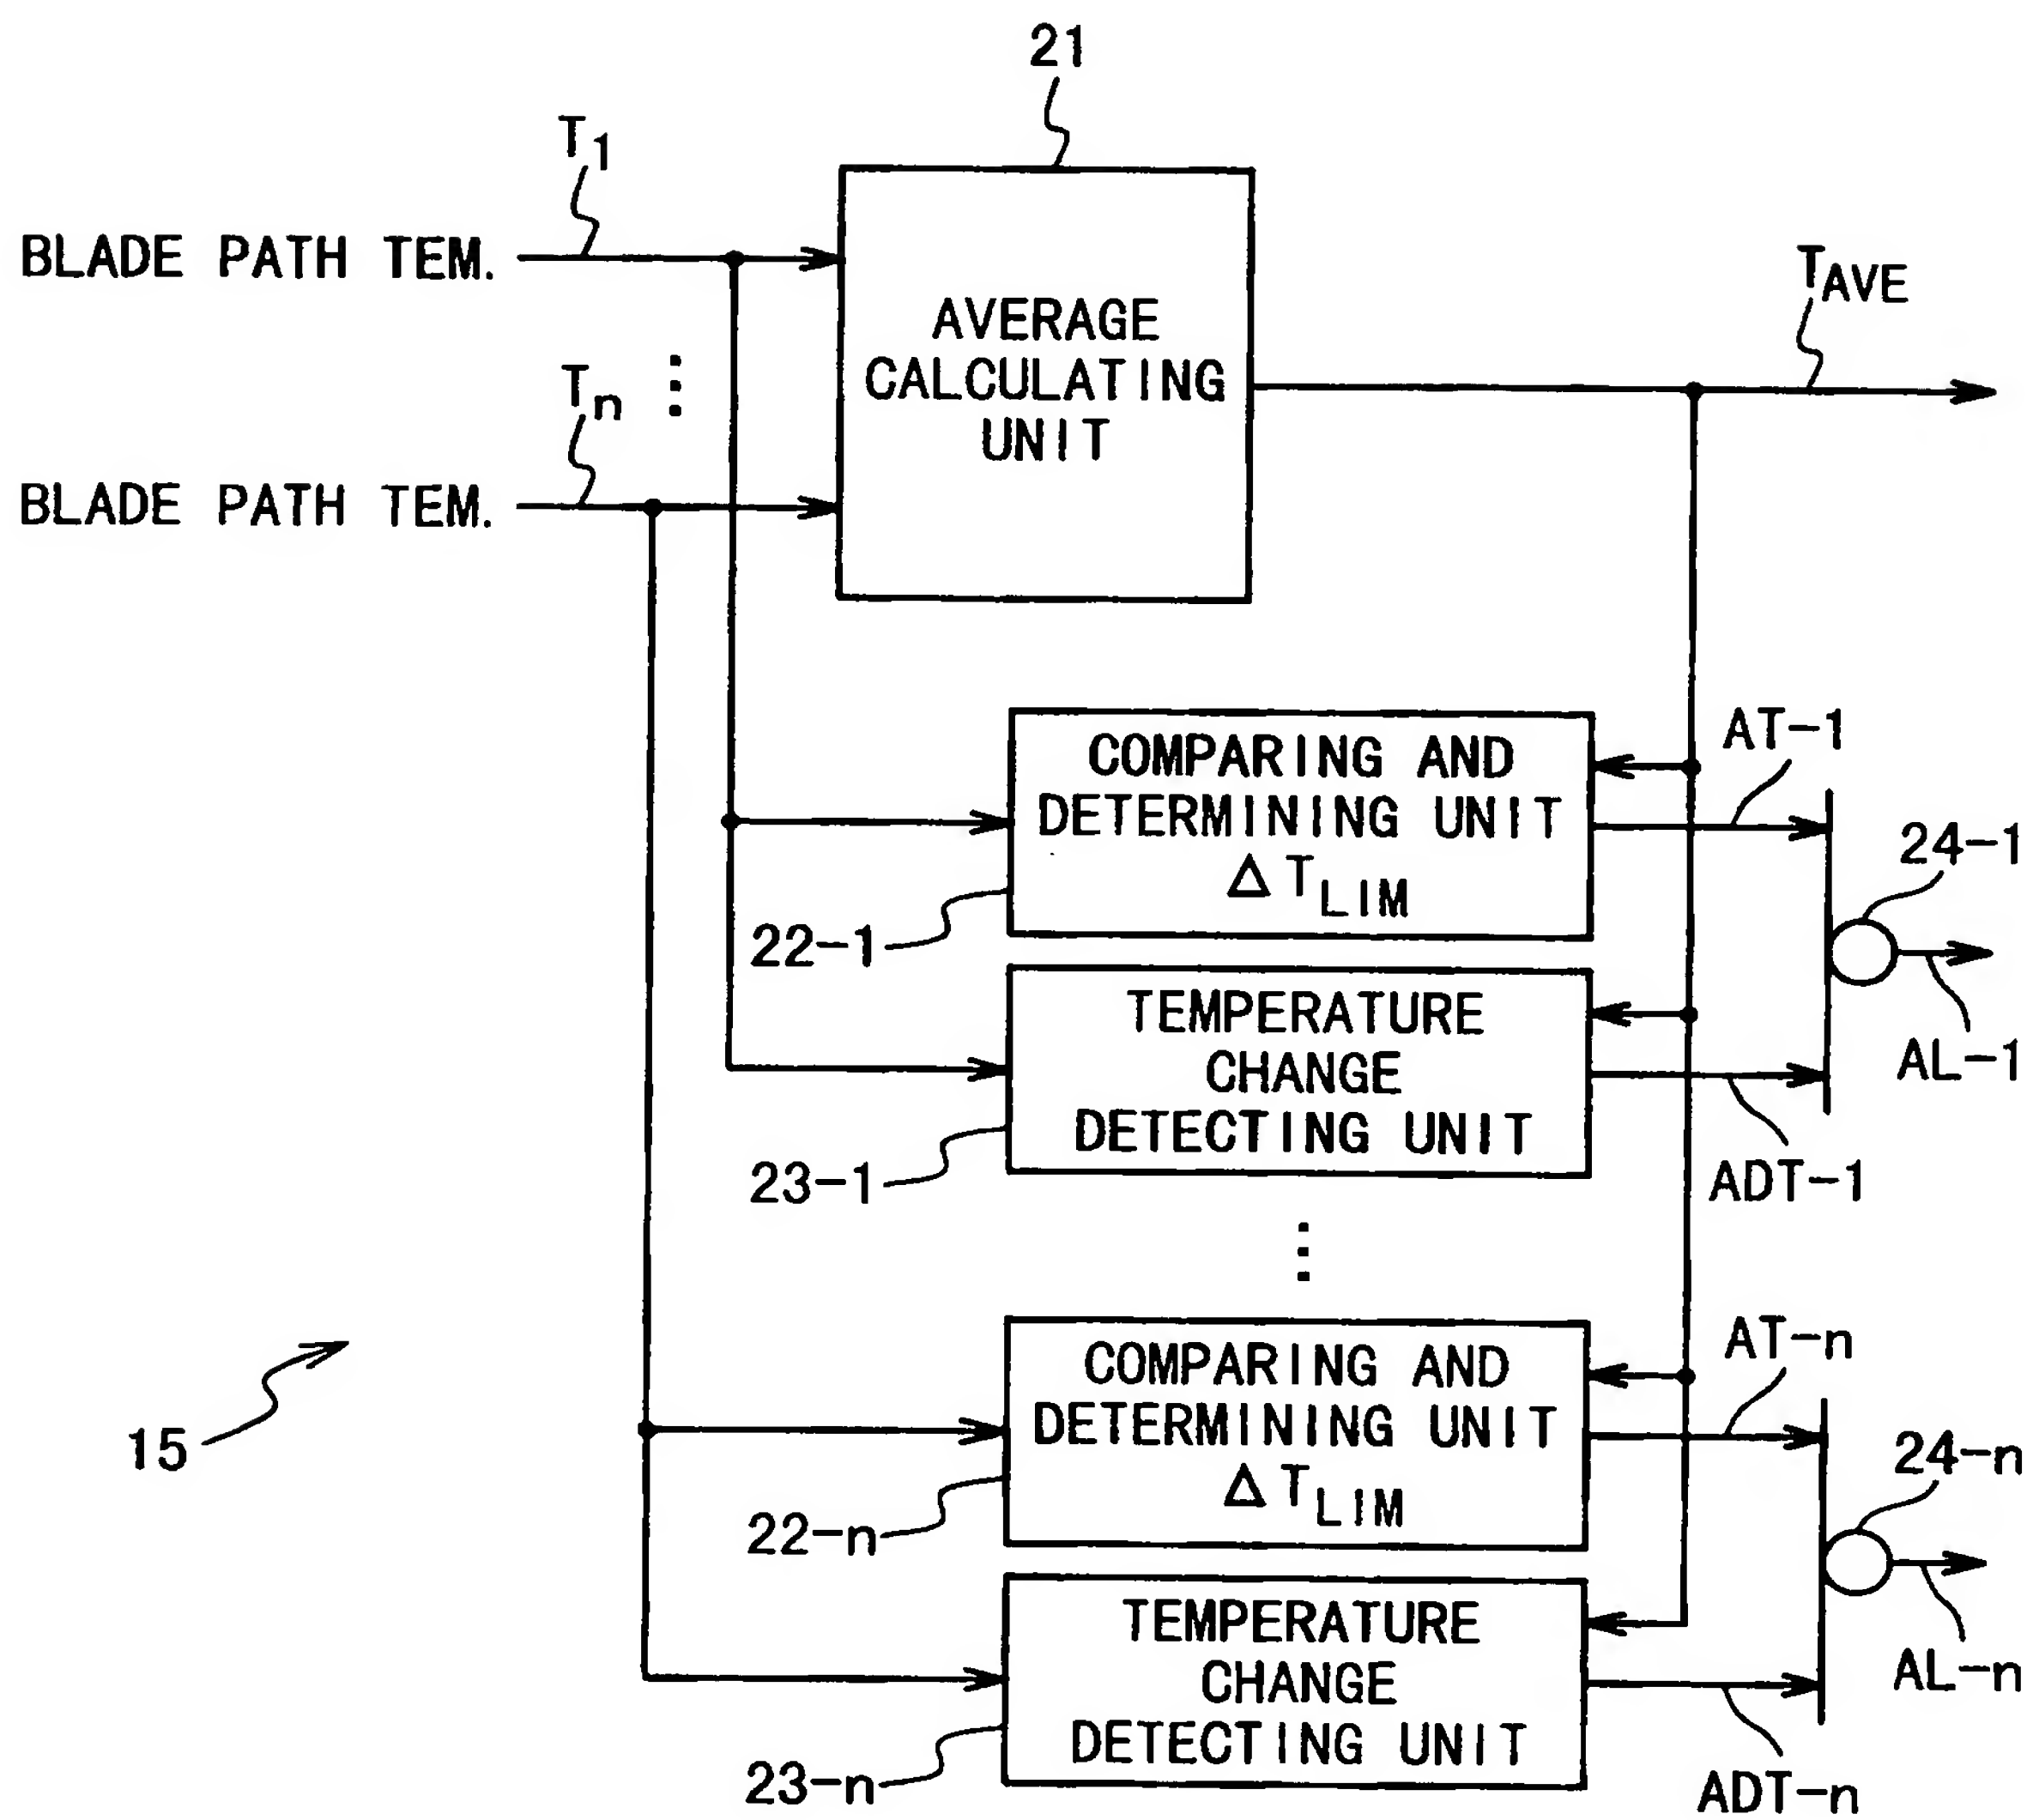 21
T1
BLADE PATH TEM.
TAVE
AVERAGE
CALCULATING
UNIT
Tn
BLADE PATH TEM.
COMPARING AND
DETERMINING UNIT
ΔTLIM
AT-1
24-1
22-1
AL-1
TEMPERATURE
CHANGE
DETECTING UNIT
23-1
ADT-1
COMPARING AND
DETERMINING UNIT
ΔTLIM
AT-n
15
24-n
22-n
AL-n
TEMPERATURE
CHANGE
DETECTING UNIT
23-n
ADT-n